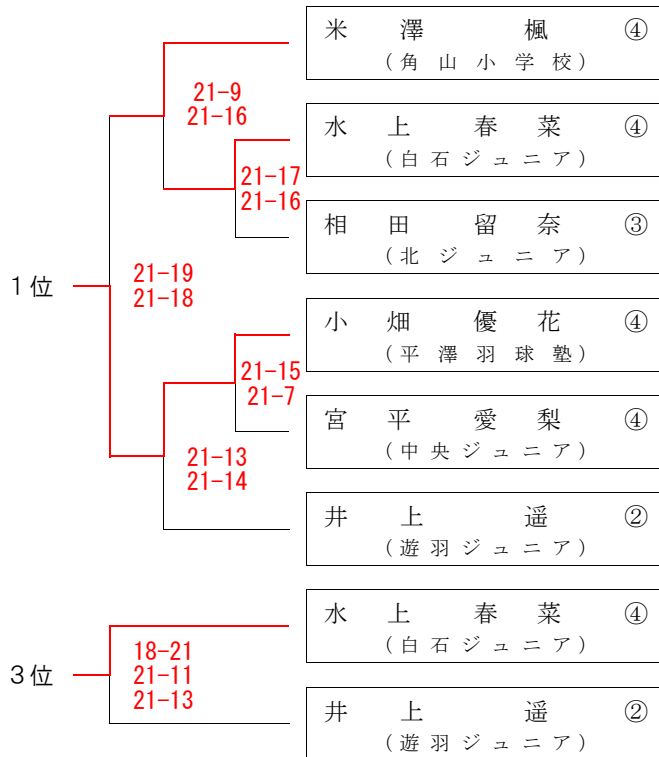 米澤 楓 ④
(角山小学校)
21-9
21-16
水上 春菜 ④
(白石ジュニア)
21-17
21-16
相田 留奈 ③
(北ジュニア)
1位
21-19
21-18
小畑 優花 ④
(平澤羽球塾)
21-15
21-7
宮平 愛梨 ④
(中央ジュニア)
21-13
21-14
井上 遥 ②
(遊羽ジュニア)
水上 春菜 ④
(白石ジュニア)
3位
18-21
21-11
21-13
井上 遥 ②
(遊羽ジュニア)